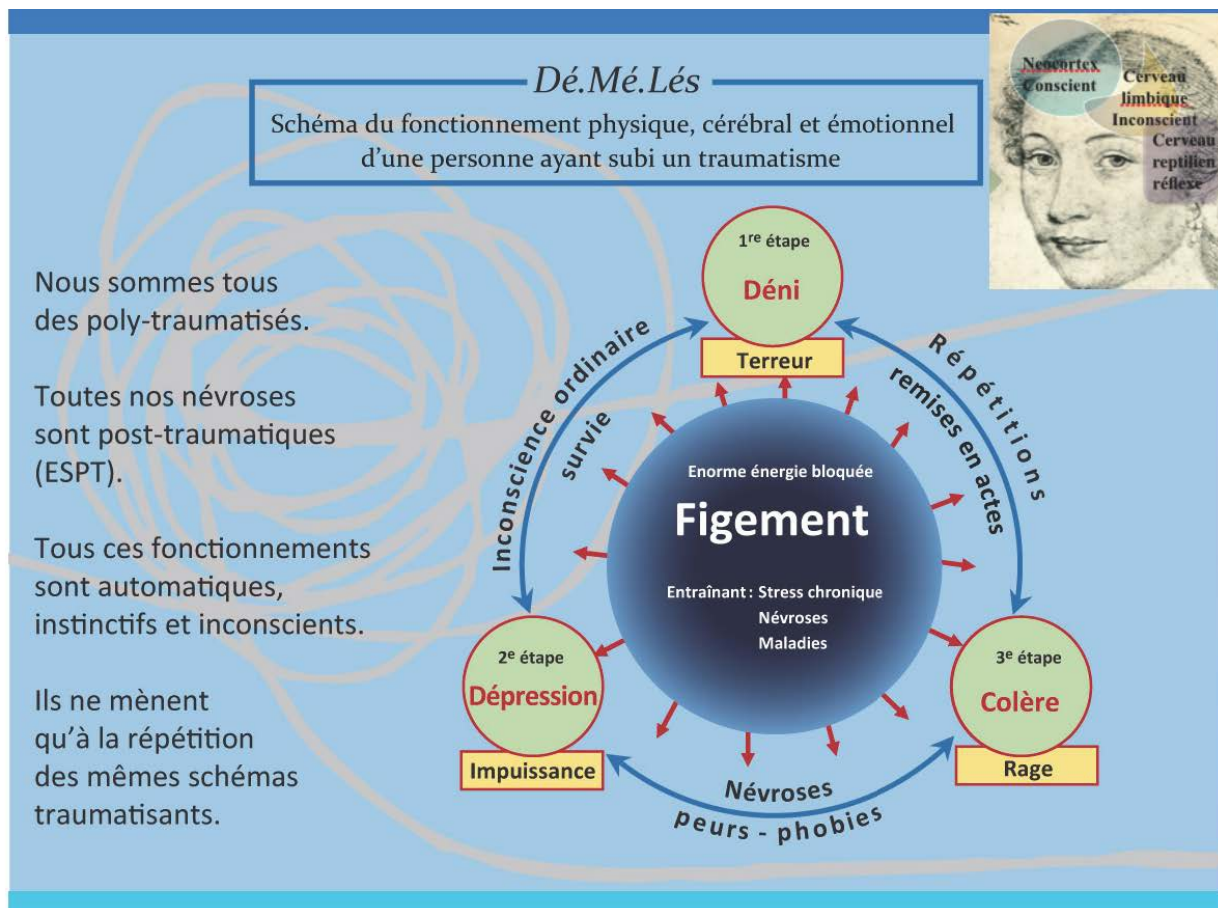 Dé.Mé.Lés
Schéma du fonctionnement physique, cérébral et émotionnel
d'une personne ayant subi un traumatisme
Neocortex
Conscient
Cerveau
limbique
Inconscient
Cerveau
reptilien
réflexe
Nous sommes tous
des poly-traumatisés.
Toutes nos névroses
sont post-traumatiques
(ESPT).
Tous ces fonctionnements
sont automatiques,
instinctifs et inconscients.
Ils ne mènent
qu'à la répétition
des mêmes schémas
traumatisants.
1re étape
Déni
Terreur
Inconscience ordinaire
survie
Répétitions
remises en actes
Enorme énergie bloquée
Figement
Entraînant : Stress chronique
Névroses
Maladies
2e étape
Dépression
Impuissance
3e étape
Colère
Rage
Névroses
peurs - phobies